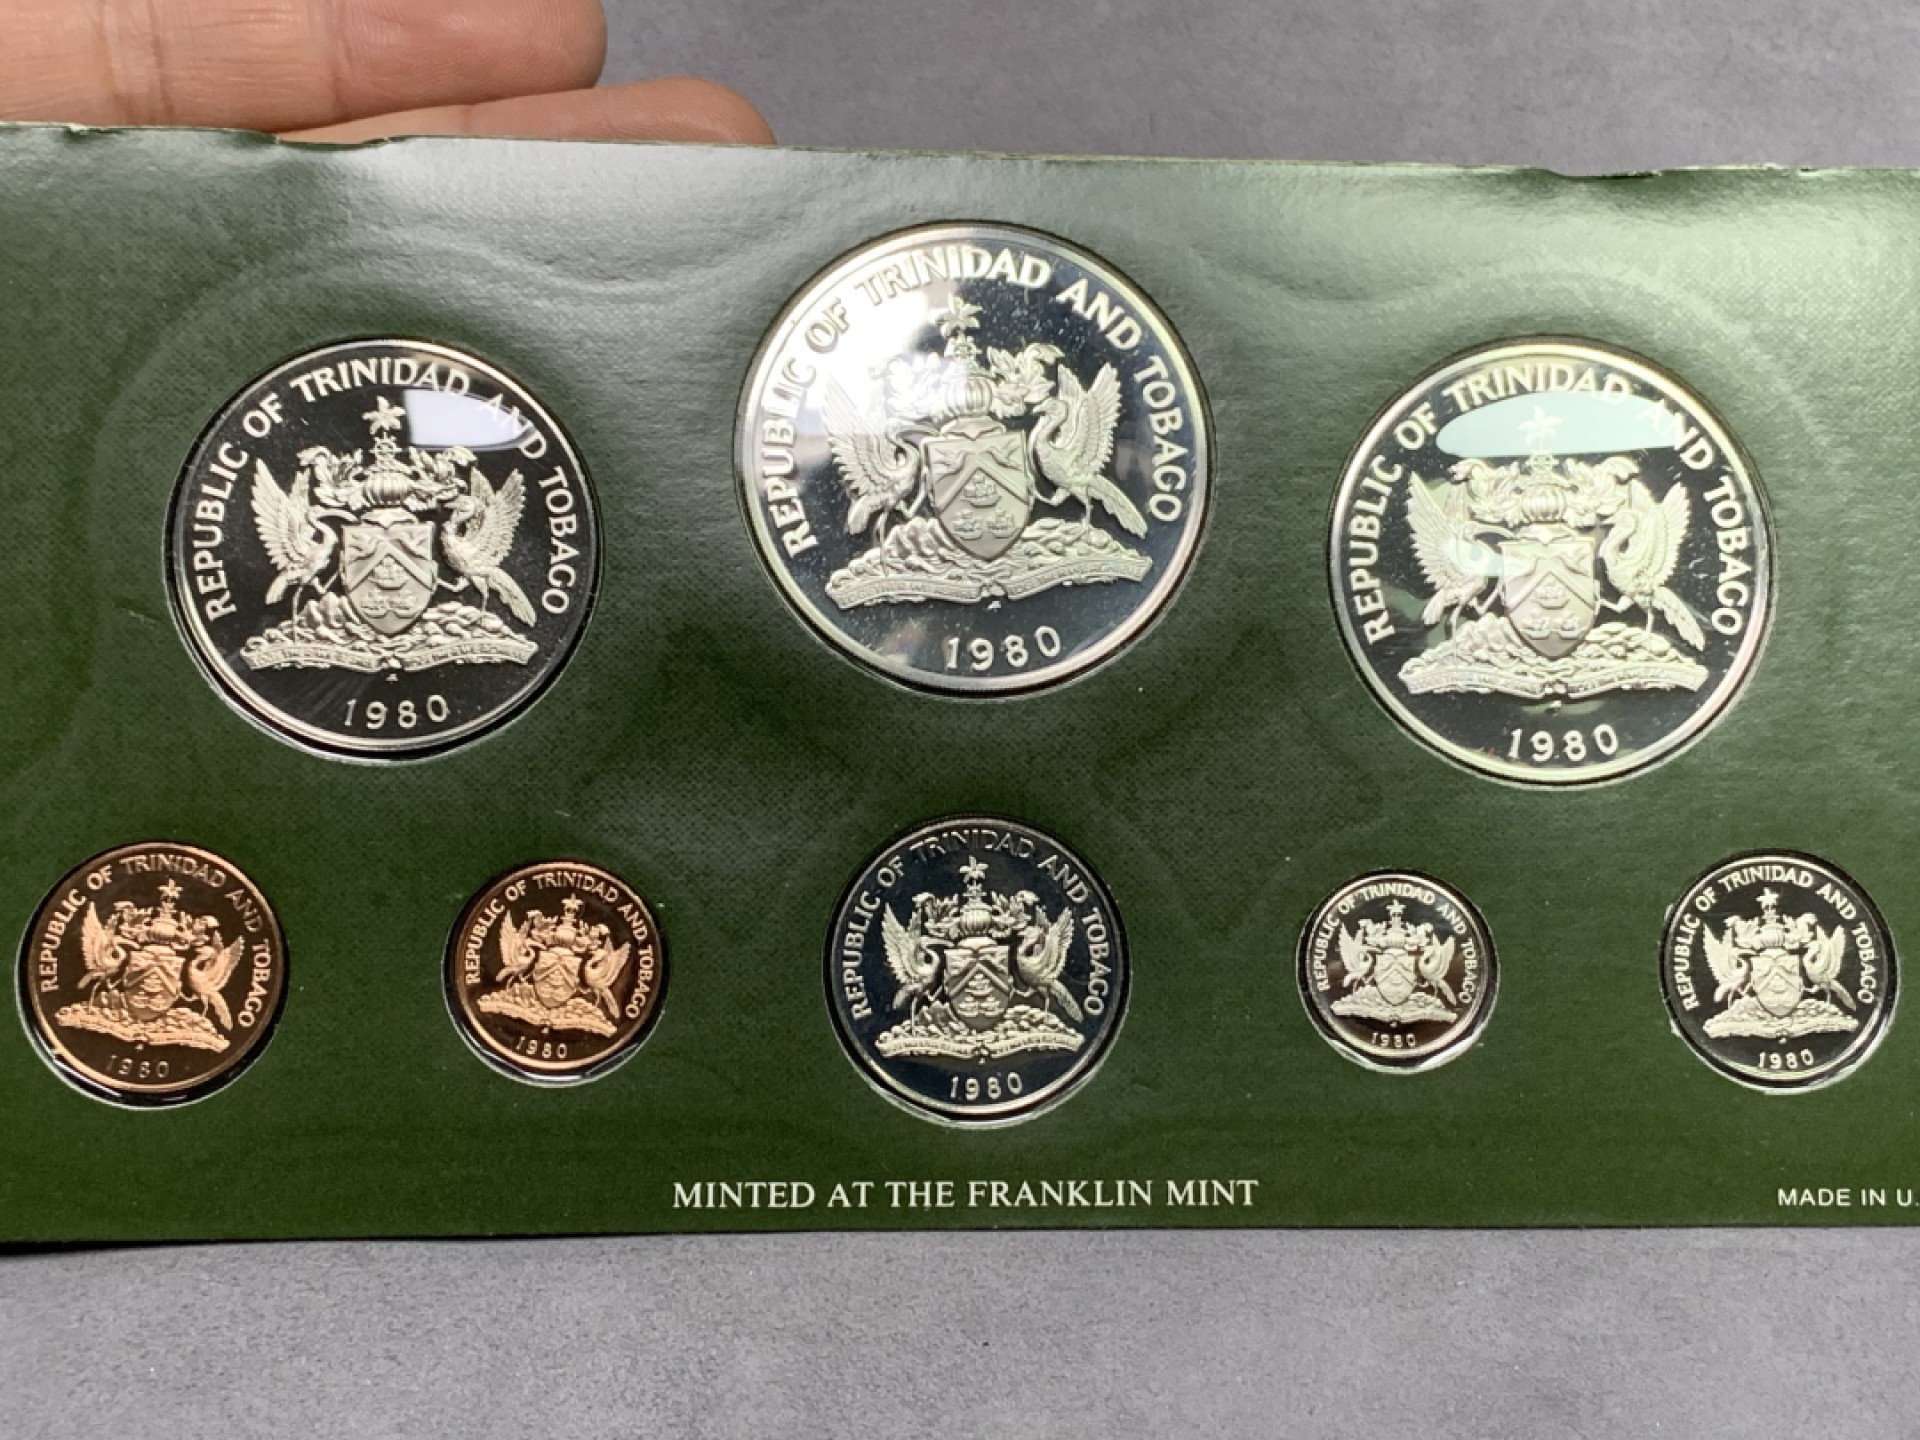 REPUBLIC OF TRINIDAD AND TOBAGO
1980
REPUBLIC OF TRINIDAD AND TOBAGO
1980
REPUBLIC OF TRINIDAD AND TOBAGO
1980
REPUBLIC OF TRINIDAD AND TOBAGO
1980
REPUBLIC OF TRINIDAD AND TOBAGO
1980
REPUBLIC OF TRINIDAD AND TOBAGO
1980
REPUBLIC OF TRINIDAD AND TOBAGO
1980
REPUBLIC OF TRINIDAD AND TOBAGO
1980
MINTED AT THE FRANKLIN MINT
MADE IN U.